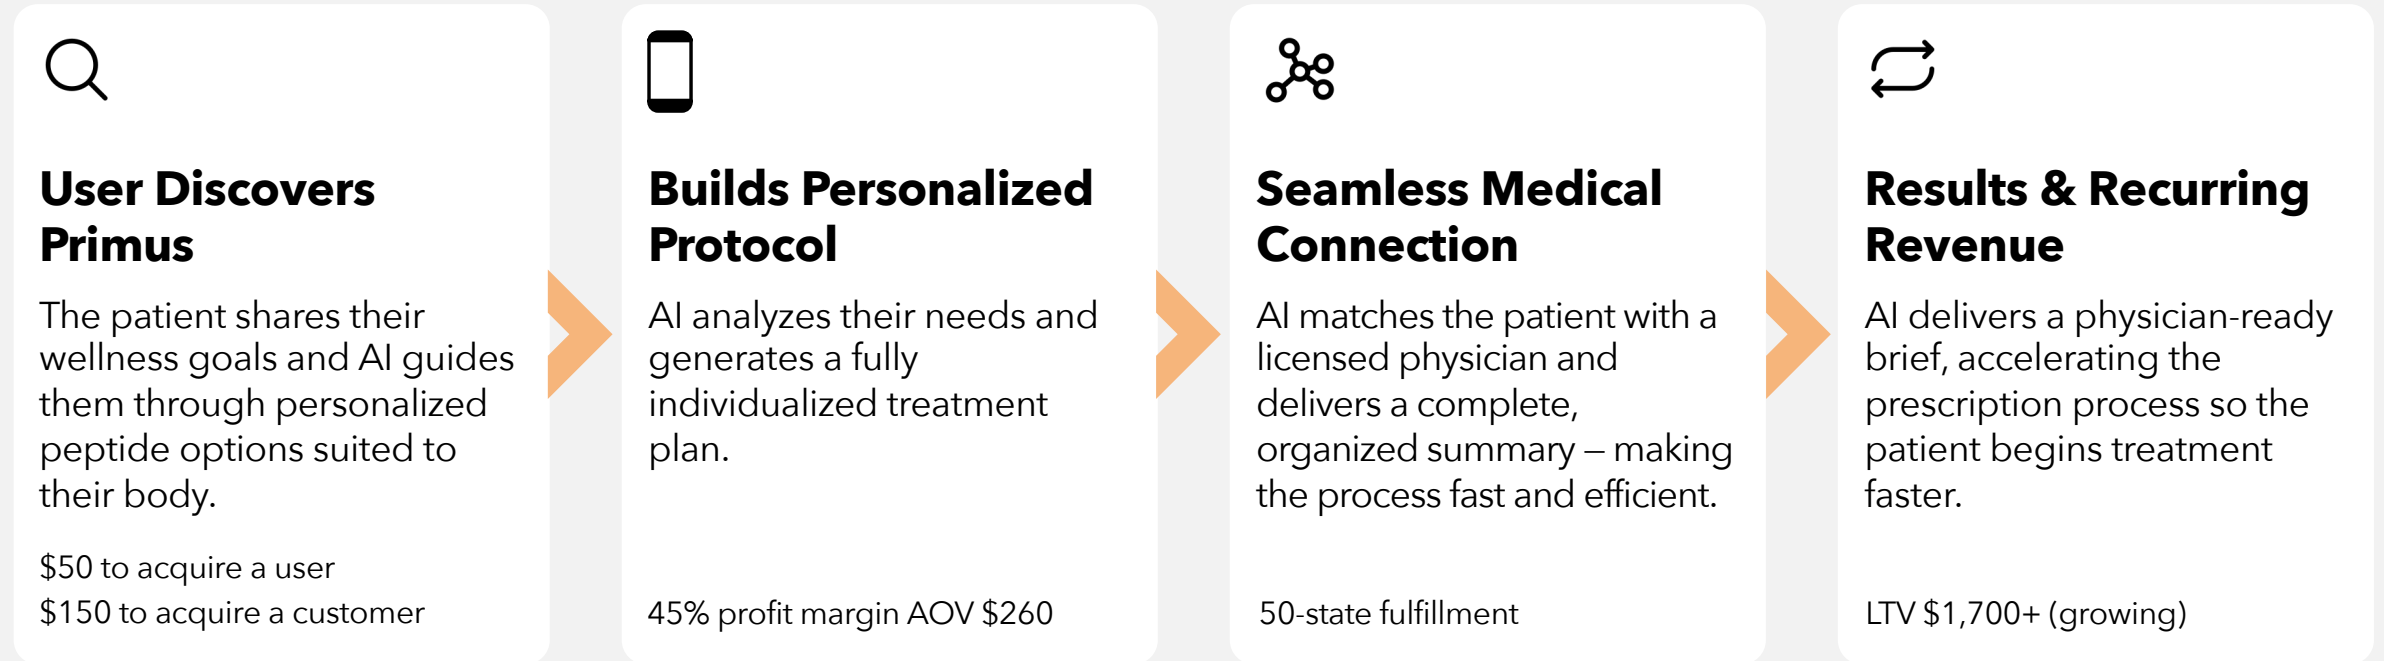 User Discovers
Primus
The patient shares their
wellness goals and AI guides
them through personalized
peptide options suited to
their body.
$50 to acquire a user
$150 to acquire a customer
Builds Personalized
Protocol
AI analyzes their needs and
generates a fully
individualized treatment
plan.
45% profit margin AOV $260
Seamless Medical
Connection
AI matches the patient with a
licensed physician and
delivers a complete,
organized summary – making
the process fast and efficient.
50-state fulfillment
Results & Recurring
Revenue
AI delivers a physician-ready
brief, accelerating the
prescription process so the
patient begins treatment
faster.
LTV $1,700+ (growing)